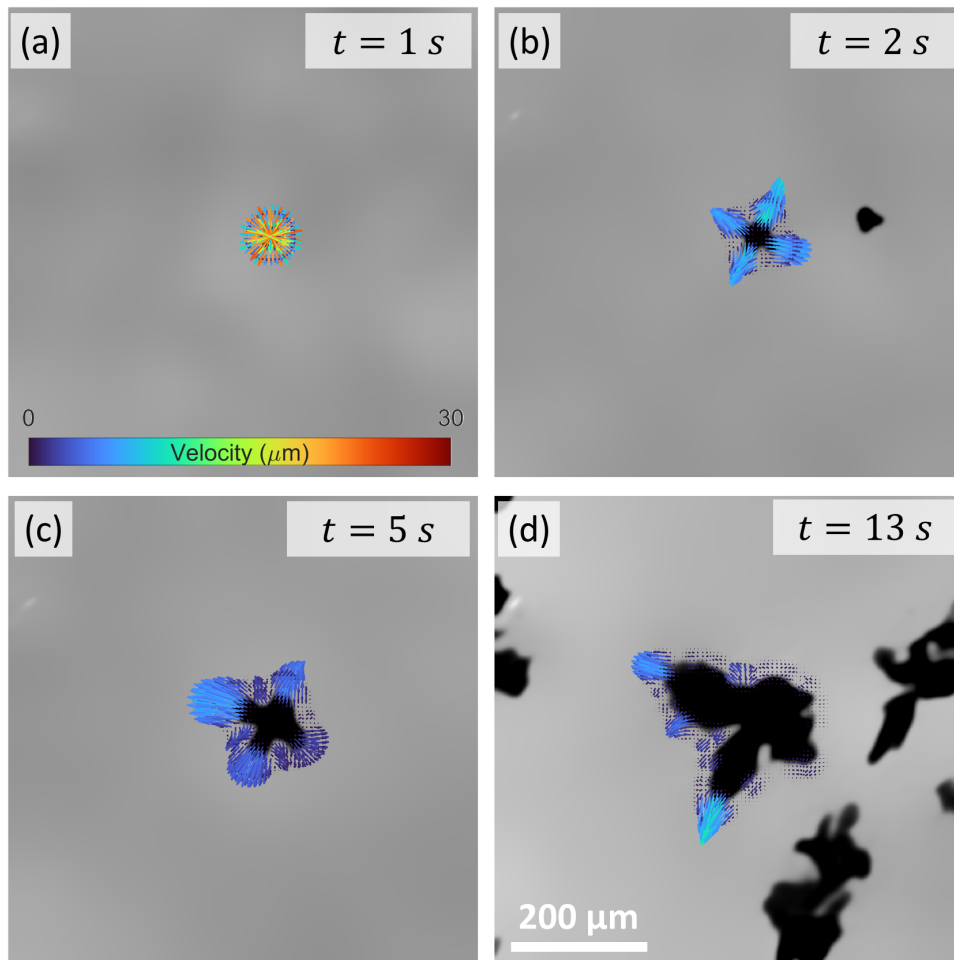 (a)
t = 1 s
(b)
t = 2 s
0
30
Velocity (μm)
(c)
t = 5 s
(d)
t = 13 s
200 μm